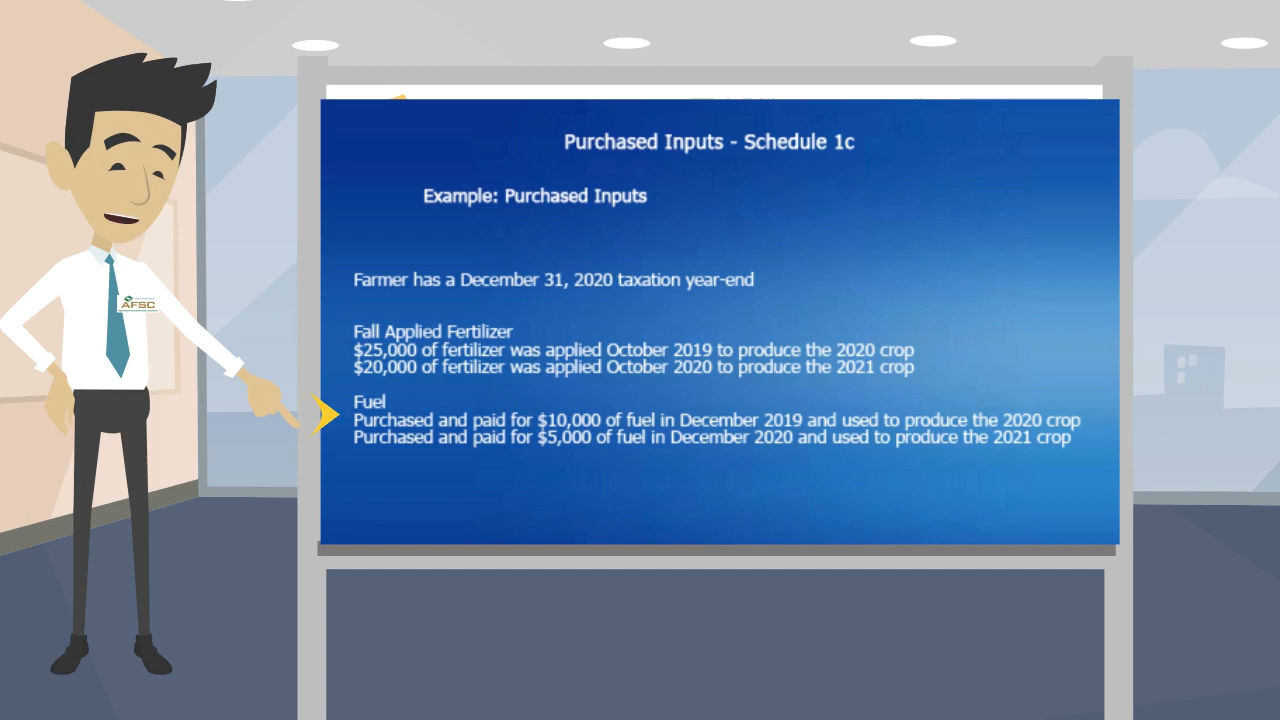 Purchased Inputs - Schedule 1c
Example: Purchased Inputs
Farmer has a December 31, 2020 taxation year-end
Fall Applied Fertilizer
$25,000 of fertilizer was applied October 2019 to produce the 2020 crop
$20,000 of fertilizer was applied October 2020 to produce the 2021 crop
Fuel
Purchased and paid for $10,000 of fuel in December 2019 and used to produce the 2020 crop
Purchased and paid for $5,000 of fuel in December 2020 and used to produce the 2021 crop
AFSC